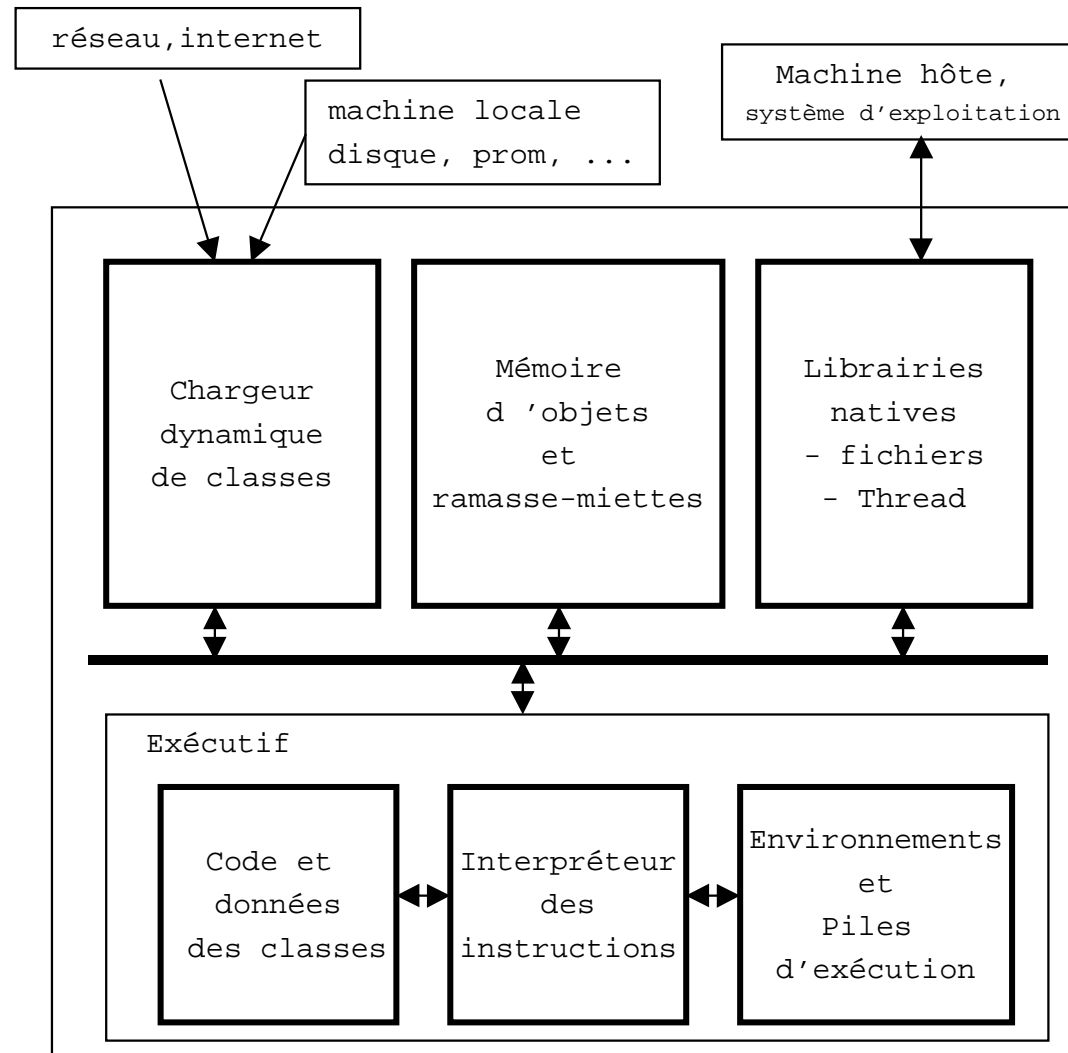 réseau,internet
machine locale
disque, prom, ...
Machine hôte,
système d'exploitation
Chargeur
dynamique
de classes
Mémoire
d 'objets
et
ramasse-miettes
Librairies
natives
- fichiers
- Thread
Exécutif
Code et
données
des classes
Interpréteur
des
instructions
Environnements
et
Piles
d'exécution